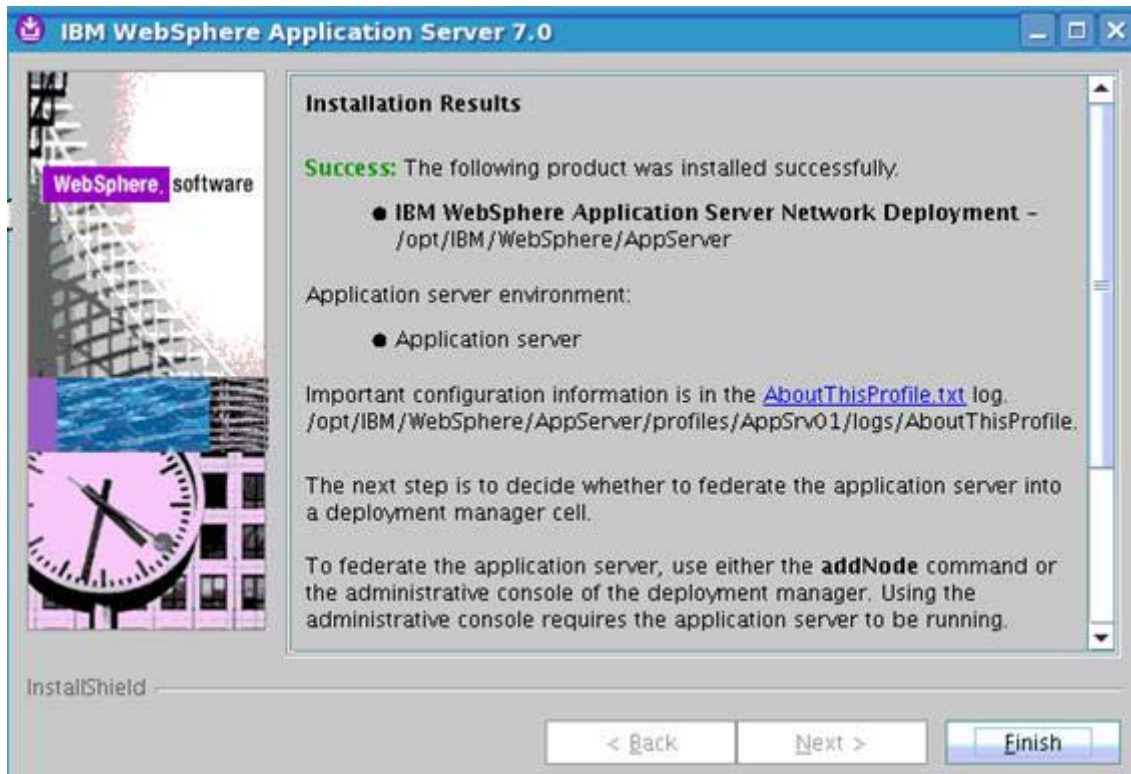 IBM WebSphere Application Server 7.0
WebSphere. software
Installation Results
Success: The following product was installed successfully.
● IBM WebSphere Application Server Network Deployment –
/opt/IBM/WebSphere/AppServer
Application server environment:
● Application server
Important configuration information is in the AboutThisProfile.txt log.
/opt/IBM/WebSphere/AppServer/profiles/AppSrv01/logs/AboutThisProfile.
The next step is to decide whether to federate the application server into
a deployment manager cell.
To federate the application server, use either the addNode command or
the administrative console of the deployment manager. Using the
administrative console requires the application server to be running.
InstallShield
< Back
Next >
Finish